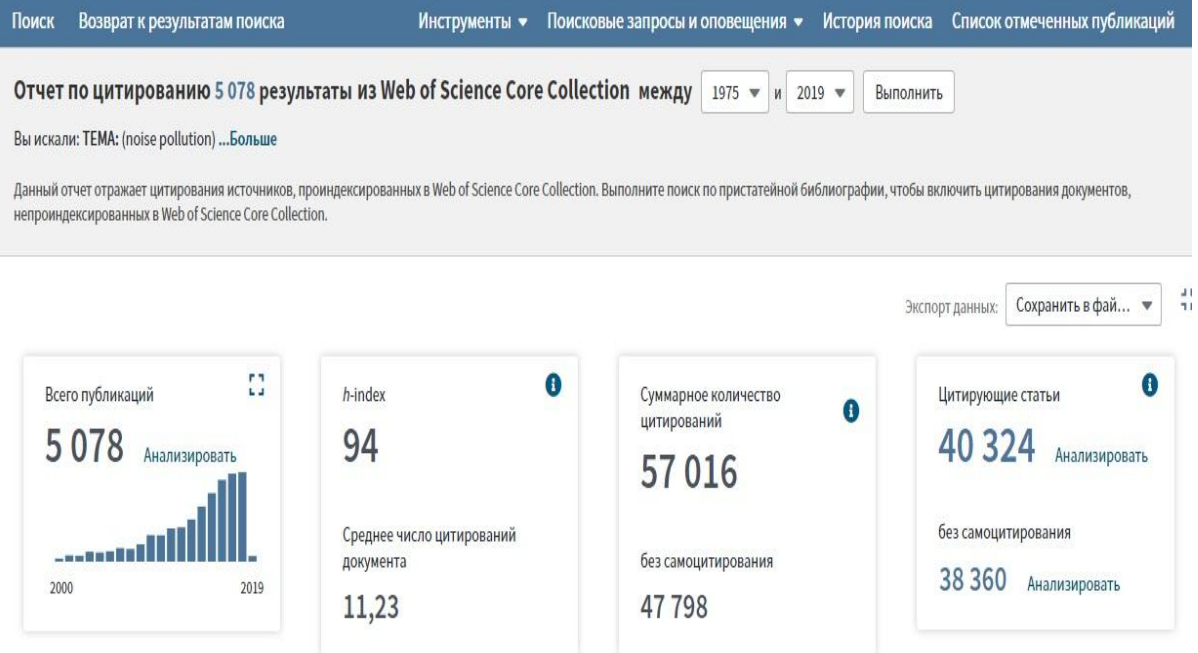 Поиск Возврат к результатам поиска Инструменты Поисковые запросы и оповещения История поиска Список отмеченных публикаций
Отчет по цитированию 5 078 результаты из Web of Science Core Collection между 1975 и 2019 Выполнить
Вы искали: ТЕМА: (noise pollution) ...Больше
Данный отчет отражает цитирования источников, проиндексированных в Web of Science Core Collection. Выполните поиск по пристатейной библиографии, чтобы включить цитирования документов,
непроиндексированных в Web of Science Core Collection.
Экспорт данных: Сохранить в фай...
Всего публикаций
5 078 Анализировать
2000 2019
h-index
94
Среднее число цитирований
документа
11,23
Суммарное количество
цитирований
57 016
без самоцитирования
47 798
Цитирующие статьи
40 324 Анализировать
без самоцитирования
38 360 Анализировать